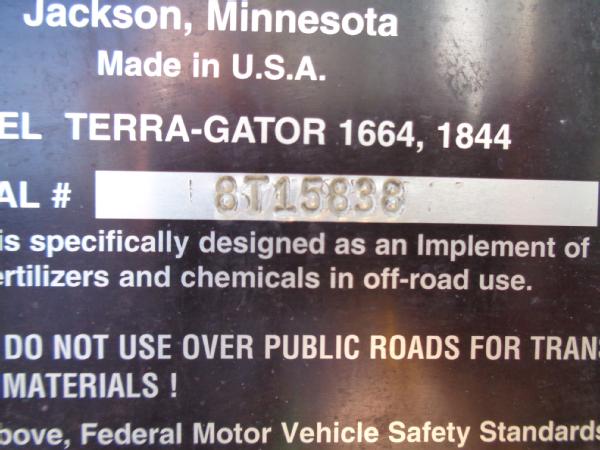 Jackson, Minnesota
Made in U.S.A.
EL TERRA-GATOR 1664, 1844
AL # 8T15838
is specifically designed as an Implement of
ertilizers and chemicals in off-road use.
DO NOT USE OVER PUBLIC ROADS FOR TRANS
MATERIALS !
bove, Federal Motor Vehicle Safety Standards